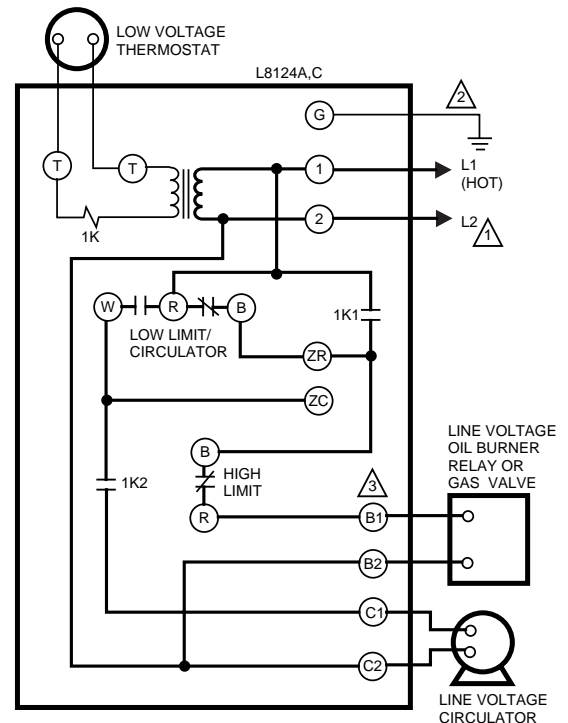 LOW VOLTAGE
THERMOSTAT
L8124A,C
G
2
T
T
1
L1
(HOT)
1K
2
L2
1
W
R
B
1K1
LOW LIMIT/
CIRCULATOR
ZR
ZC
B
HIGH
LIMIT
1K2
R
3
B1
LINE VOLTAGE
OIL BURNER
RELAY OR
GAS VALVE
B2
C1
C2
LINE VOLTAGE
CIRCULATOR